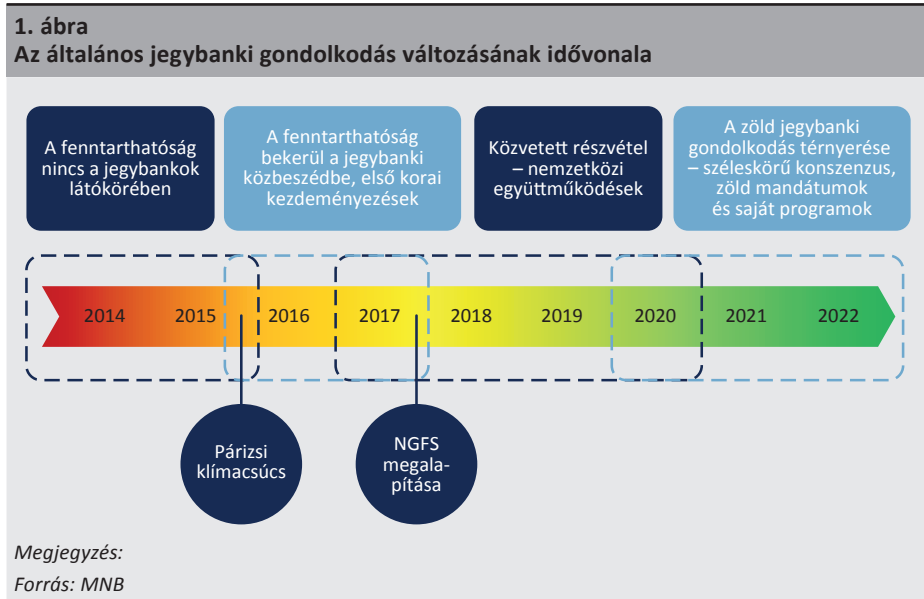 1. ábra
Az általános jegybanki gondolkodás változásának idővonala
A fenntarthatóság
nincs a jegybankok
látókörében
A fenntarthatóság
bekerül a jegybanki
közbeszédbe, első korai
kezdeményezések
Közvetett részvétel
– nemzetközi
együttműködések
A zöld jegybanki
gondolkodás térnyerése
– széleskörű konszenzus,
zöld mandátumok
és saját programok
2014 2015 2016 2017 2018 2019 2020 2021 2022
Párizsi
klímacsúcs
NGFS
megala-
pítása
Megjegyzés:
Forrás: MNB